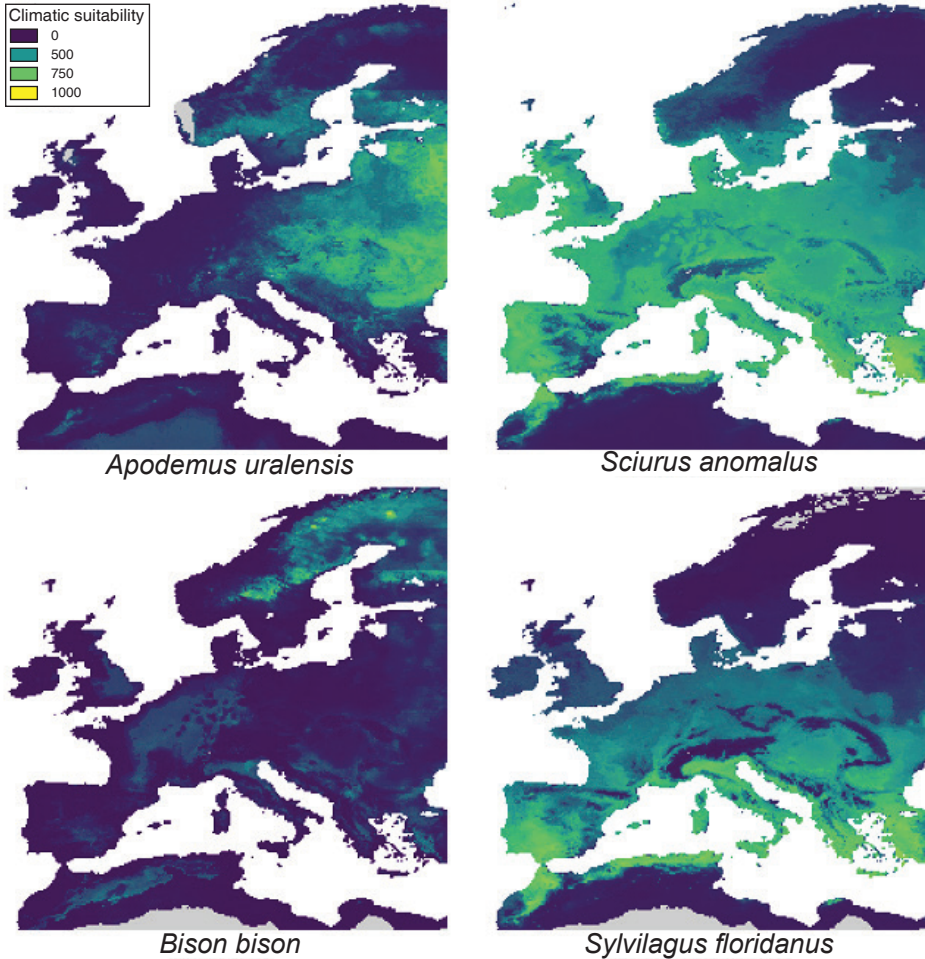 Climatic suitability
0
500
750
1000
Apodemus uralensis
Sciurus anomalus
Bison bison
Sylvilagus floridanus